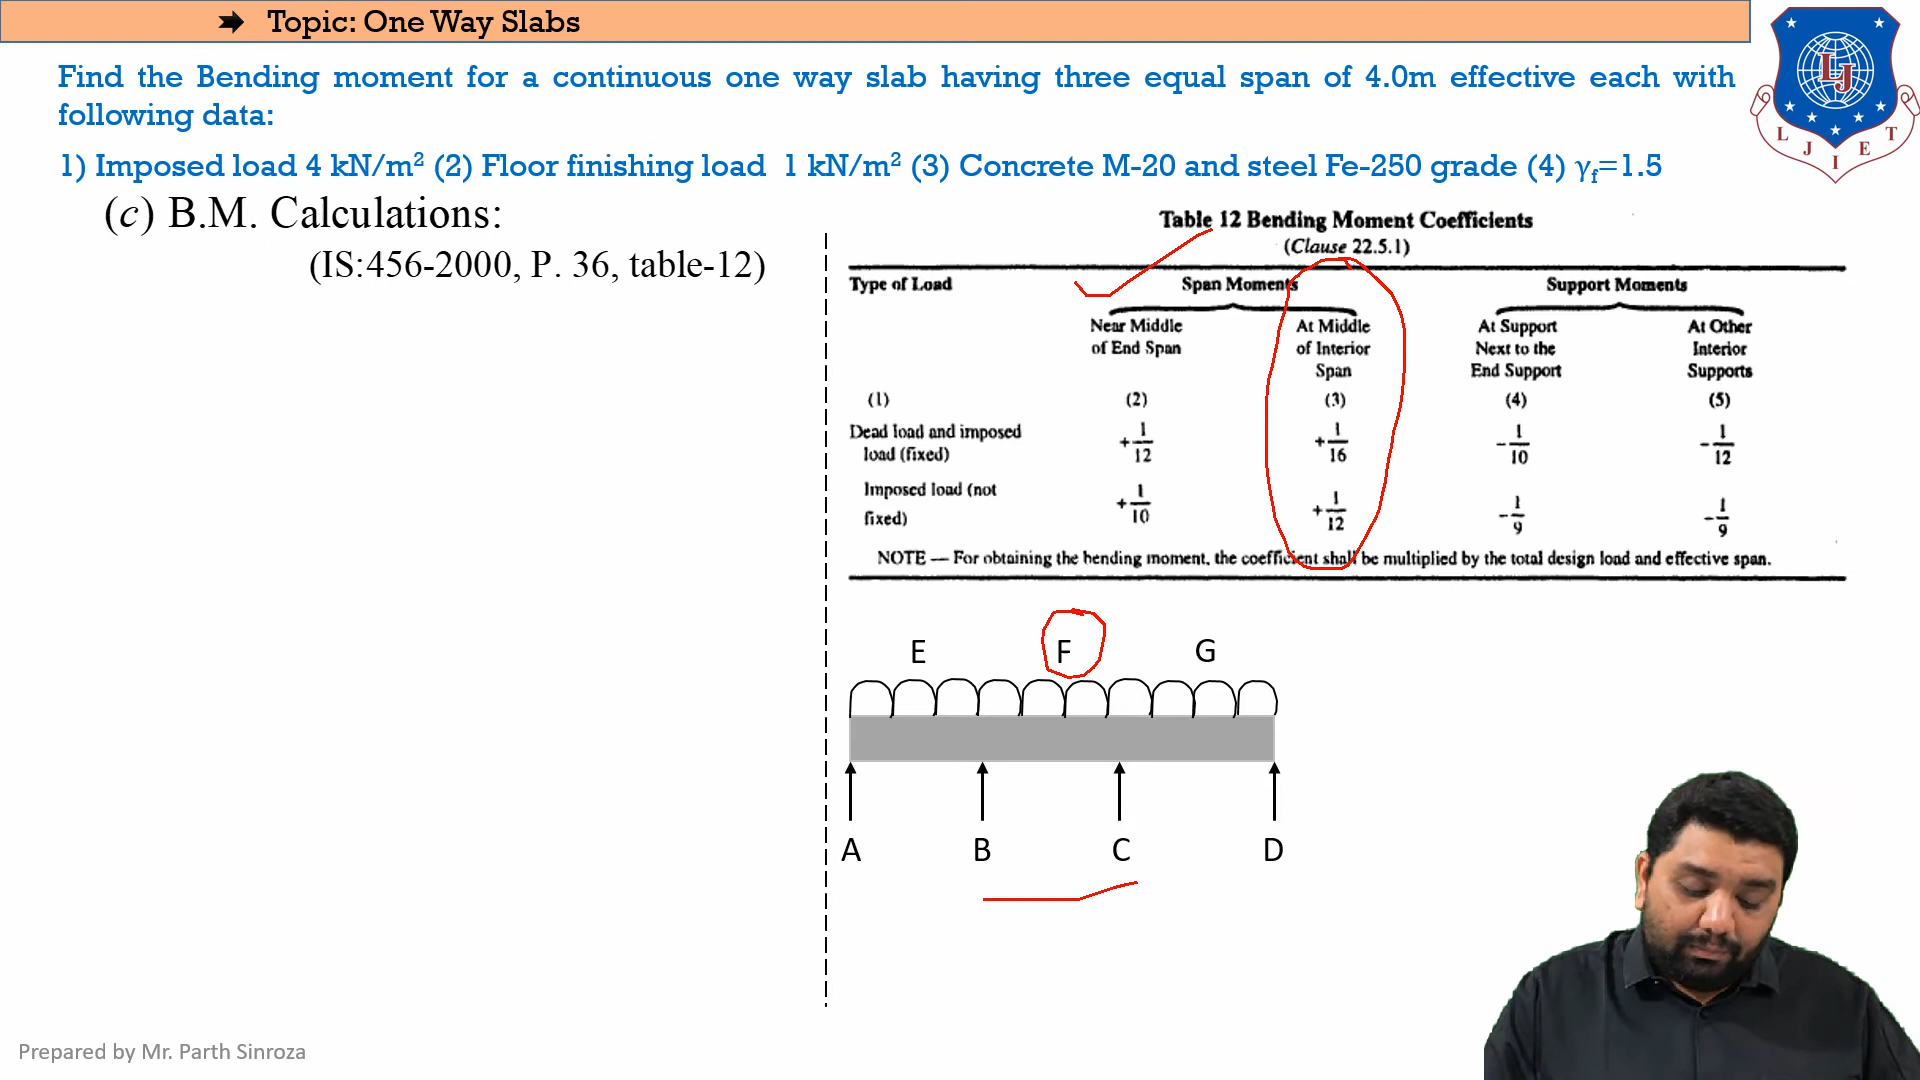 Topic: One Way Slabs
Find the Bending moment for a continuous one way slab having three equal span of 4.0m effective each with
following data:
1) Imposed load 4 kN/m² (2) Floor finishing load 1 kN/m² (3) Concrete M-20 and steel Fe-250 grade (4) γf=1.5
(c) B.M. Calculations:
(IS:456-2000, P. 36, table-12)
Table 12 Bending Moment Coefficients
(Clause 22.5.1)
Type of Load Span Moments Support Moments
Near Middle At Middle At Support At Other
of End Span of Interior Next to the Interior
Span End Support Supports
(1) (2) (3) (4) (5)
Dead load and imposed +1/12 +1/16 -1/10 -1/12
load (fixed)
Imposed load (not +1/10 +1/12 -1/9 -1/9
fixed)
NOTE — For obtaining the bending moment, the coefficient shall be multiplied by the total design load and effective span.
E F G
A B C D
LJ
L J I E T
Prepared by Mr. Parth Sinroza